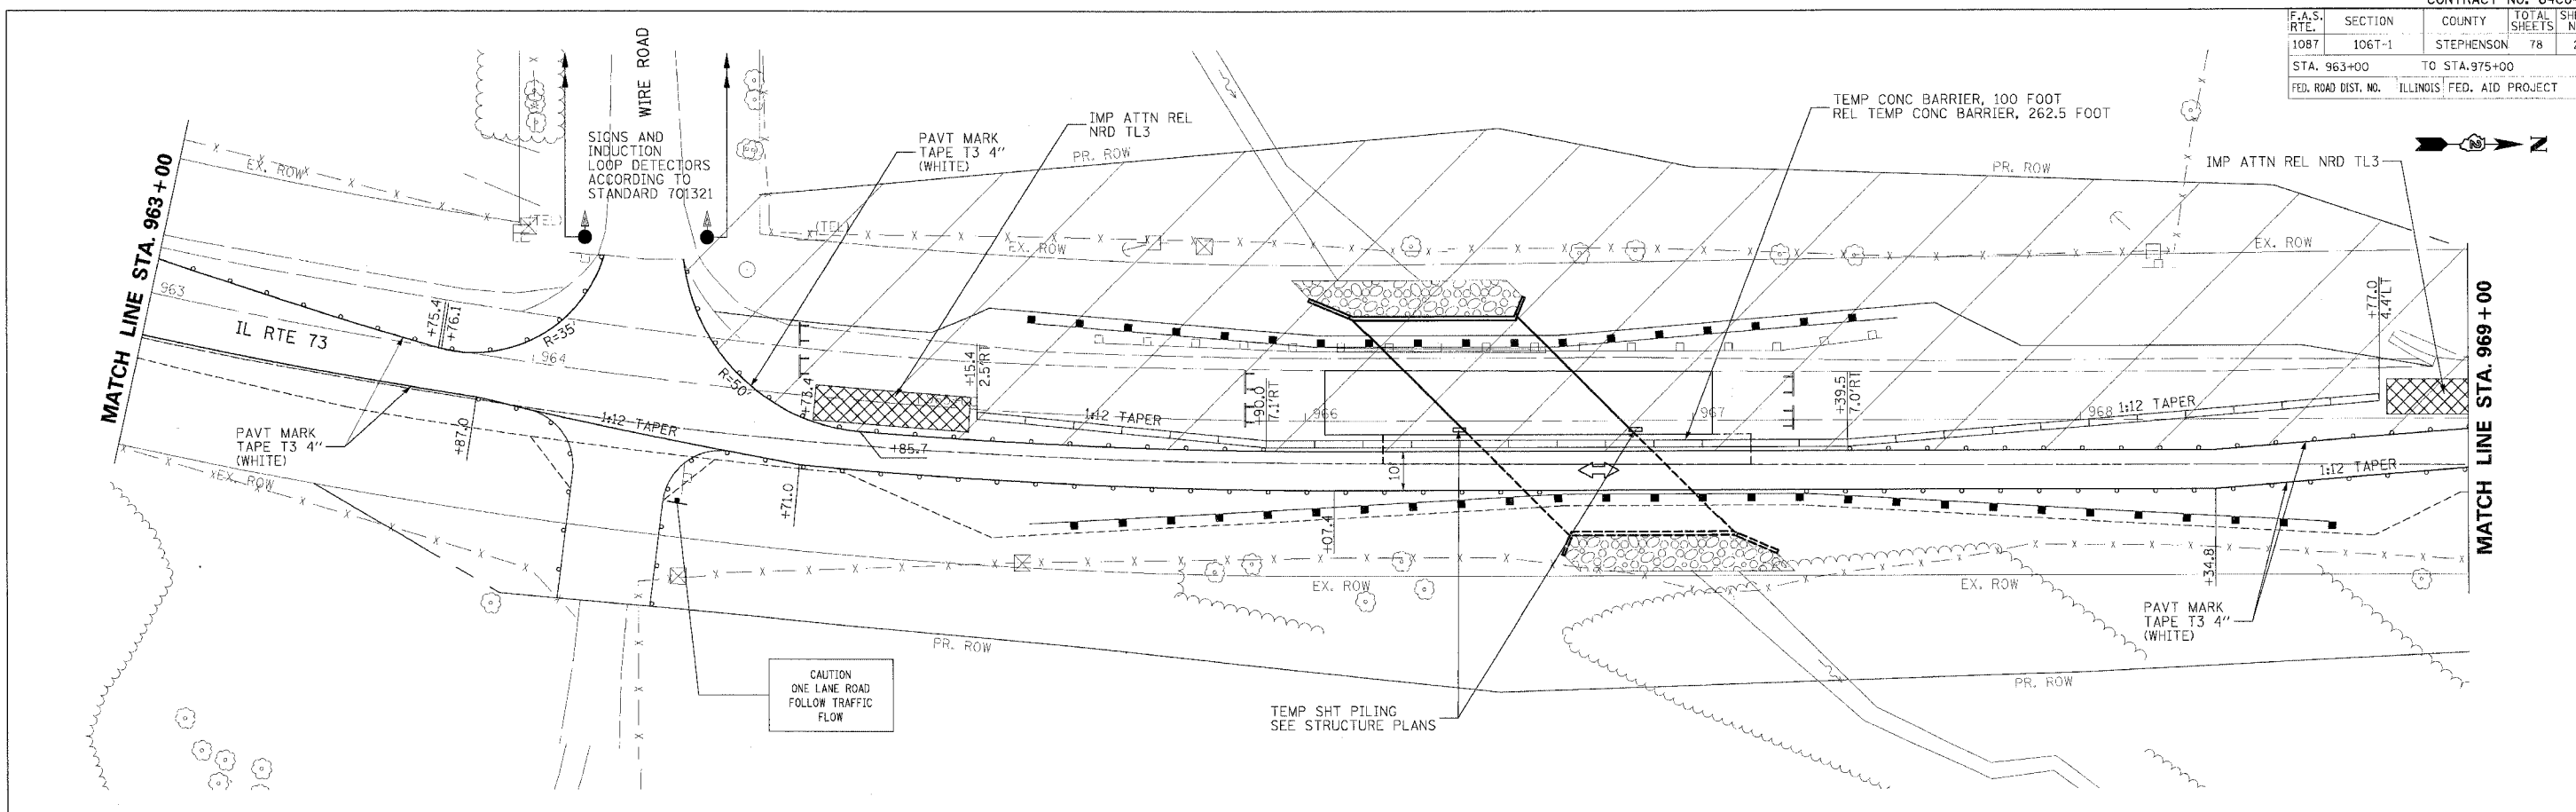 CONTRACT NO.
F.A.S. RTE. SECTION COUNTY TOTAL SHEETS
1087 106T-1 STEPHENSON 78
STA. 963+00 TO STA.975+00
FED. ROAD DIST. NO. ILLINOIS FED. AID PROJECT
WIRE ROAD
TEMP CONC BARRIER, 100 FOOT
REL TEMP CONC BARRIER, 262.5 FOOT
IMP ATTN REL
NRD TL3
SIGNS AND
INDUCTION
LOOP DETECTORS
ACCORDING TO
STANDARD 701321
PAVT MARK
TAPE T3 4"
(WHITE)
PR. ROW
N
IMP ATTN REL NRD TL3
PR. ROW
EX. ROW
(TEL)
(TEL)
EX. ROW
EX. ROW
MATCH LINE STA. 963+00
963
IL RTE 73
+75.4
+76.1
R=35'
964
R=50'
+73.4
+15.4
2.5'RT
+90.0
7.1'RT
966
967
+39.5
7.0'RT
968
1:12 TAPER
+77.0
4.4'LT
MATCH LINE STA. 969+00
1:12 TAPER
1:12 TAPER
PAVT MARK
TAPE T3 4"
(WHITE)
+87.0
+85.7
10'
1:12 TAPER
EX. ROW
+71.0
+07.4
+34.8
EX. ROW
EX. ROW
PAVT MARK
TAPE T3 4"
(WHITE)
PR. ROW
CAUTION
ONE LANE ROAD
FOLLOW TRAFFIC
FLOW
PR. ROW
TEMP SHT PILING
SEE STRUCTURE PLANS